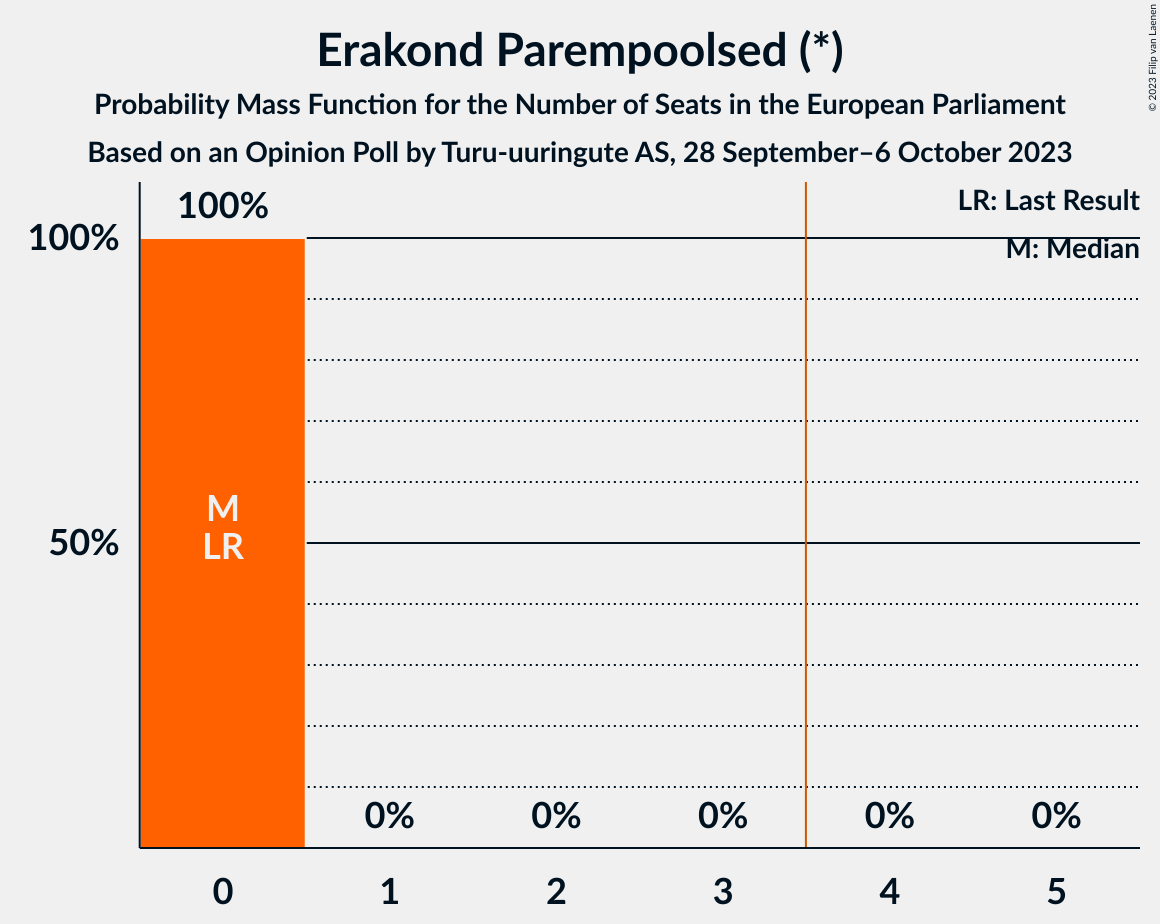 Erakond Parempoolsed (*)
Probability Mass Function for the Number of Seats in the European Parliament
Based on an Opinion Poll by Turu-uuringute AS, 28 September–6 October 2023
© 2023 Filip van Laenen
LR: Last Result
M: Median
100%
100%
50%
M
LR
0% 0% 0% 0% 0%
0 1 2 3 4 5